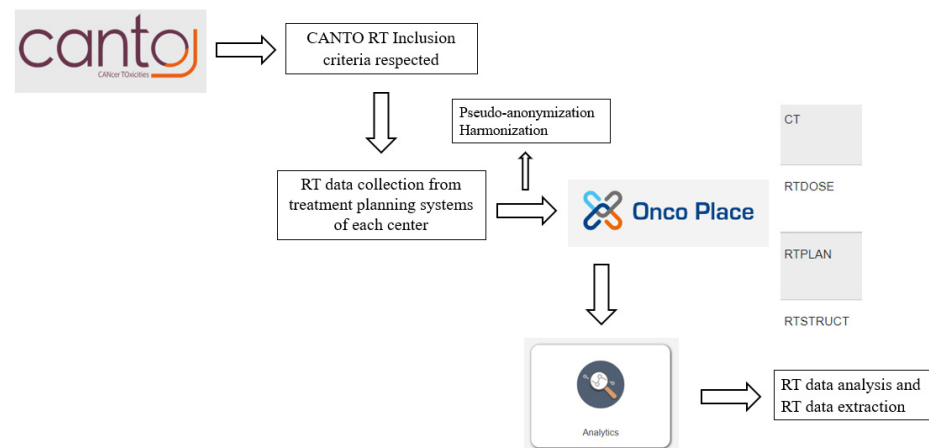 canto
CANcer TOxicities
CANTO RT Inclusion
criteria respected
Pseudo-anonymization
Harmonization
RT data collection from
treatment planning systems
of each center
Onco Place
CT
RTDOSE
RTPLAN
RTSTRUCT
Analytics
RT data analysis and
RT data extraction